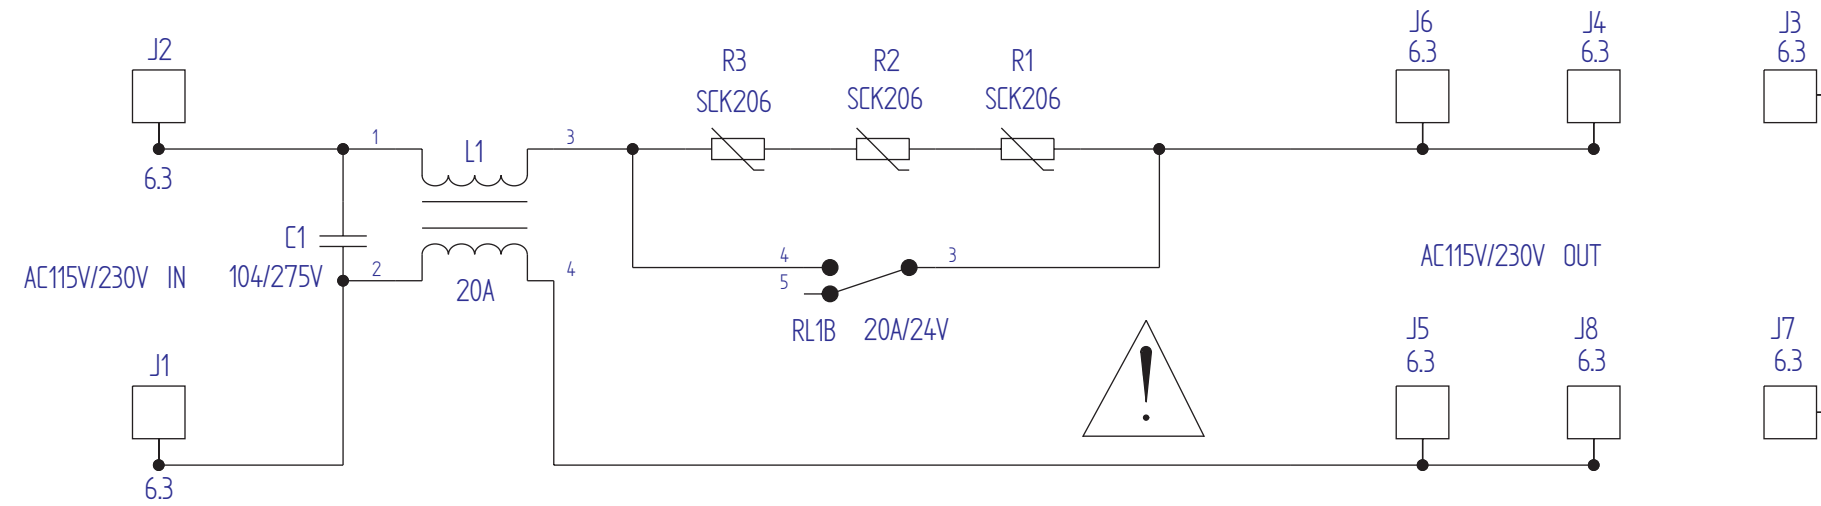 J2
6.3
AC115V/230V IN
J1
6.3
C1
104/275V
1
2
L1
20A
3
4
R3
SCK206
R2
SCK206
R1
SCK206
4
5
3
RL1B 20A/24V
!
J6
6.3
J4
6.3
J3
6.3
AC115V/230V OUT
J5
6.3
J8
6.3
J7
6.3